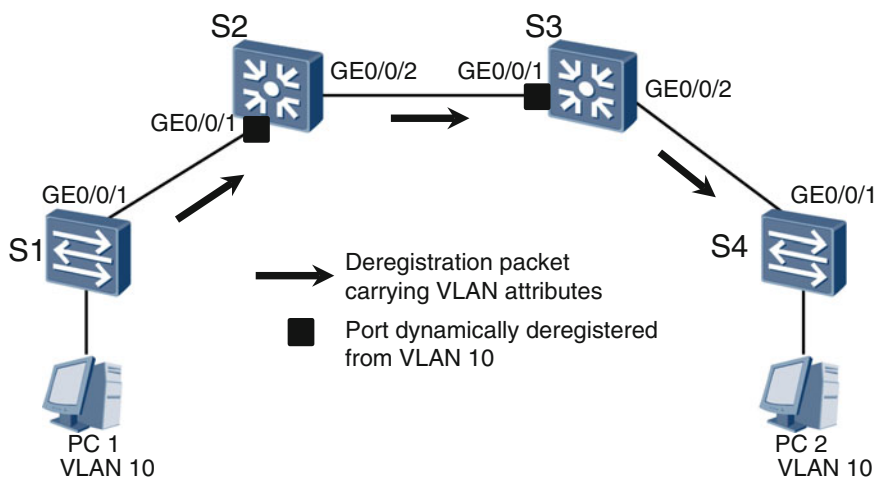 S2
S3
GE0/0/2
GE0/0/1
GE0/0/2
GE0/0/1
GE0/0/1
GE0/0/1
S1
S4
Deregistration packet
carrying VLAN attributes
Port dynamically deregistered
from VLAN 10
PC 1
VLAN 10
PC 2
VLAN 10